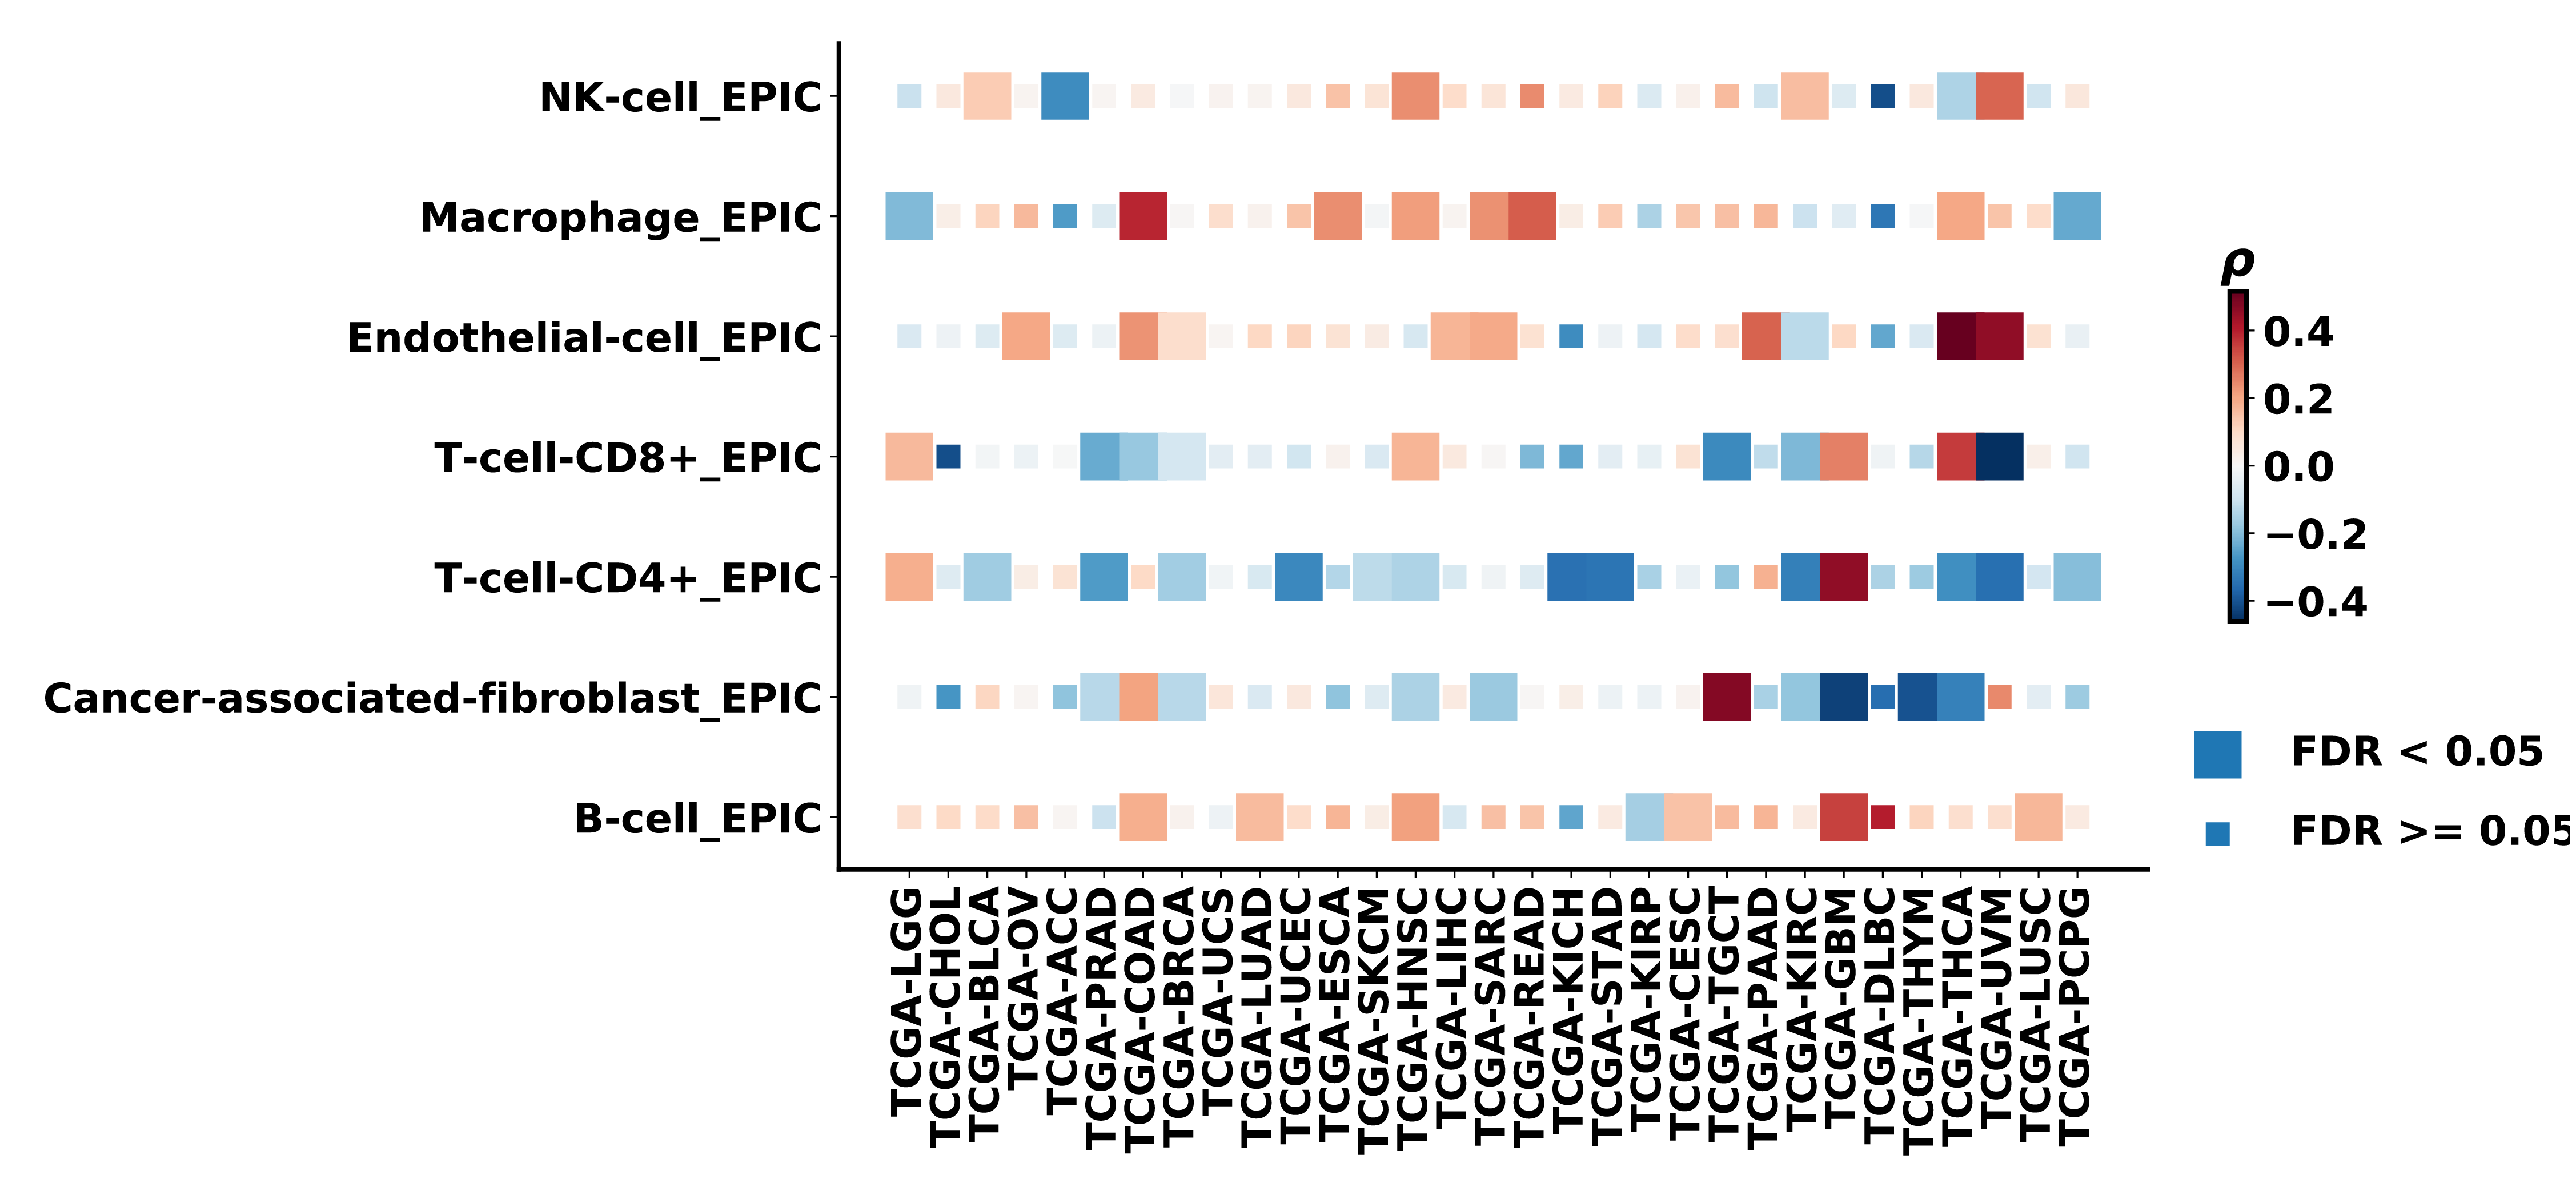 NK-cell_EPIC
Macrophage_EPIC
Endothelial-cell_EPIC
T-cell-CD8+_EPIC
T-cell-CD4+_EPIC
Cancer-associated-fibroblast_EPIC
B-cell_EPIC
TCGA-LGG
TCGA-CHOL
TCGA-BLCA
TCGA-OV
TCGA-ACC
TCGA-PRAD
TCGA-COAD
TCGA-BRCA
TCGA-UCS
TCGA-LUAD
TCGA-UCEC
TCGA-ESCA
TCGA-SKCM
TCGA-HNSC
TCGA-LIHC
TCGA-SARC
TCGA-READ
TCGA-KICH
TCGA-STAD
TCGA-KIRP
TCGA-CESC
TCGA-TGCT
TCGA-PAAD
TCGA-KIRC
TCGA-GBM
TCGA-DLBC
TCGA-THYM
TCGA-THCA
TCGA-UVM
TCGA-LUSC
TCGA-PCPG
ρ
0.4
0.2
0.0
−0.2
−0.4
FDR < 0.05
FDR >= 0.05